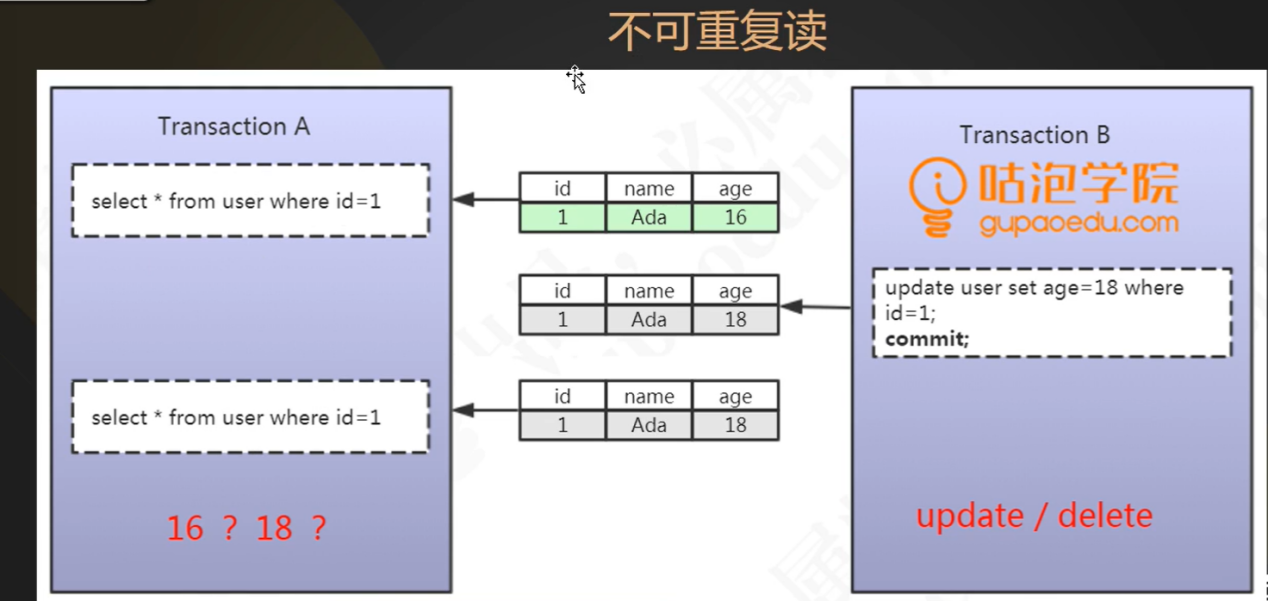 不可重复读
Transaction A
select * from user where id=1
select * from user where id=1
16 ? 18 ?
id name age
1 Ada 16
id name age
1 Ada 18
id name age
1 Ada 18
Transaction B
咕泡学院
gupaoedu.com
update user set age=18 where
id=1;
commit;
update / delete